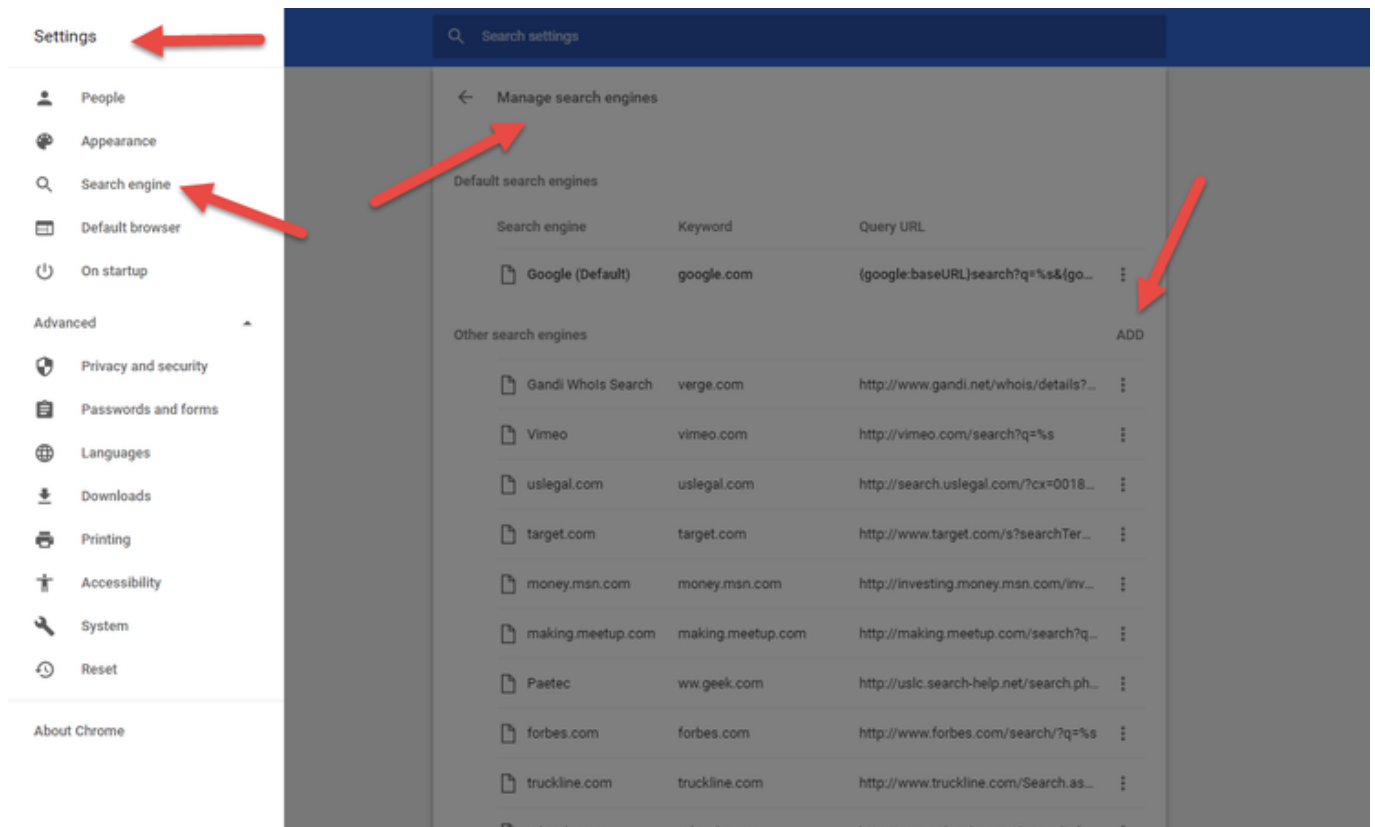 Settings
People
Appearance
Search engine
Default browser
On startup
Advanced
Privacy and security
Passwords and forms
Languages
Downloads
Printing
Accessibility
System
Reset
About Chrome
Search settings
Manage search engines
Default search engines
Search engine Keyword Query URL
Google (Default) google.com {google:baseURL}search?q=%s&{go...
Other search engines ADD
Gandi WhoIs Search verge.com http://www.gandi.net/whois/details?...
Vimeo vimeo.com http://vimeo.com/search?q=%s
uslegal.com uslegal.com http://search.uslegal.com/?cx=0018...
target.com target.com http://www.target.com/s?searchTer...
money.msn.com money.msn.com http://investing.money.msn.com/inv...
making.meetup.com making.meetup.com http://making.meetup.com/search?q...
Paetec ww.geek.com http://uslc.search-help.net/search.ph...
forbes.com forbes.com http://www.forbes.com/search/?q=%s
truckline.com truckline.com http://www.truckline.com/Search.as...